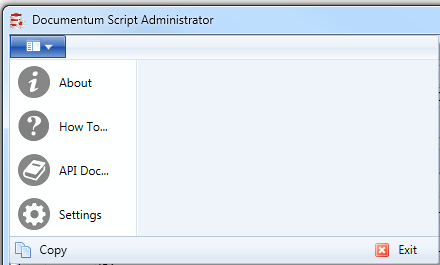 Documentum Script Administrator
About
How To...
API Doc...
Settings
Copy
Exit